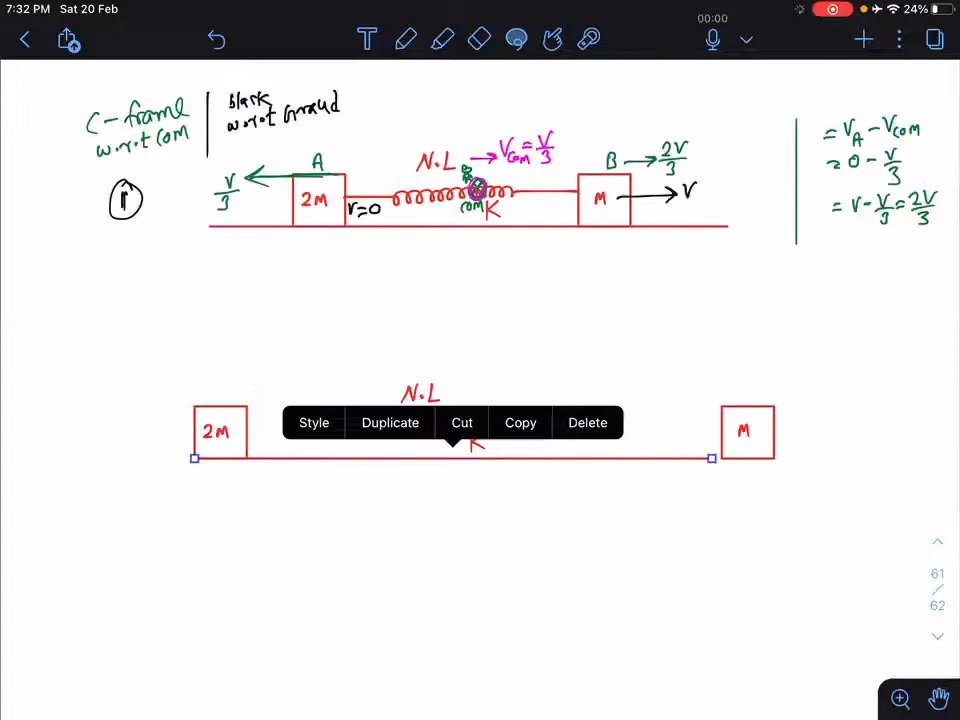 7:32 PM Sat 20 Feb
24%
00:00
C-frame
w.r.t com
black
w.r.t Ground
N.L
V_com = V/3
A
B
2V/3
V/3
2M
V=0
com
K
M
V
= V_A - V_com
= 0 - V/3
= V - V/3 = 2V/3
N.L
Style Duplicate Cut Copy Delete
2M
K
M
61
/
62